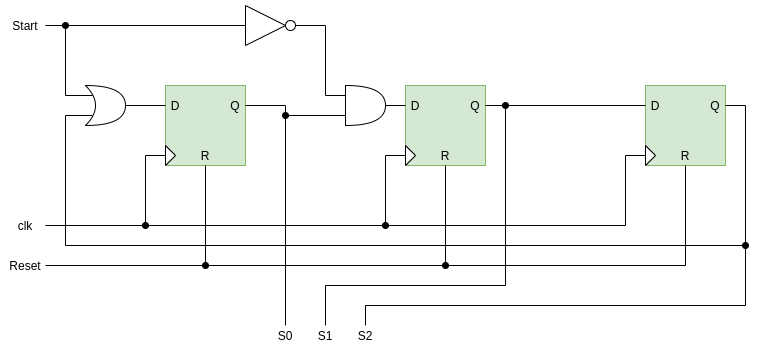 Start
D Q D Q D Q
R R R
clk
Reset
S0 S1 S2